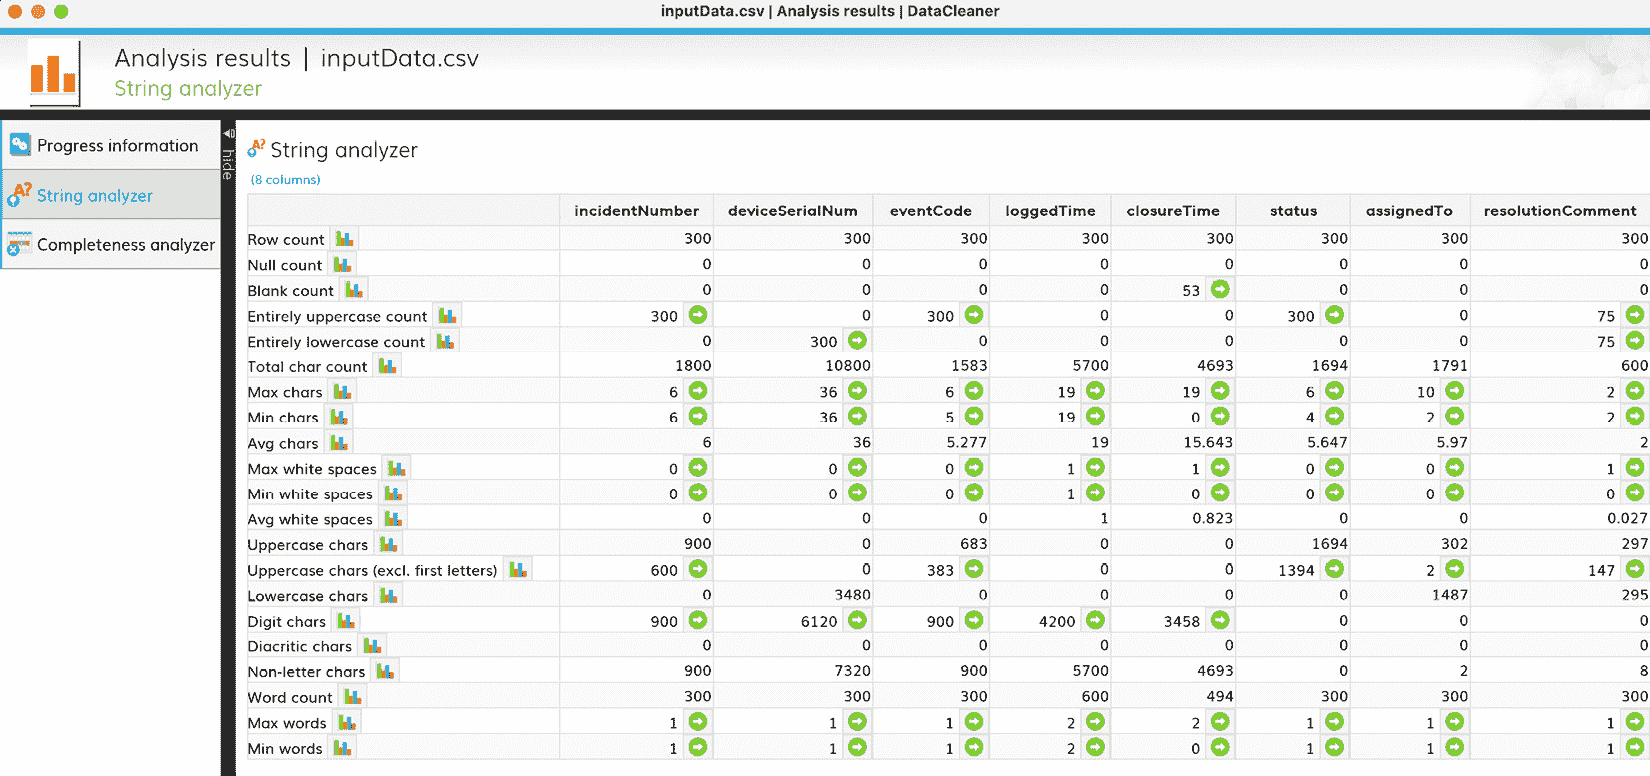 inputData.csv | Analysis results | DataCleaner
Analysis results | inputData.csv
String analyzer
Progress information
String analyzer
Completeness analyzer
hide
A? String analyzer
(8 columns)
incidentNumber deviceSerialNum eventCode loggedTime closureTime status assignedTo resolutionComment
Row count 300 300 300 300 300 300 300 300
Null count 0 0 0 0 0 0 0 0
Blank count 0 0 0 0 53 0 0 0
Entirely uppercase count 300 0 300 0 0 300 0 75
Entirely lowercase count 0 300 0 0 0 0 0 75
Total char count 1800 10800 1583 5700 4693 1694 1791 600
Max chars 6 36 6 19 19 6 10 2
Min chars 6 36 5 19 0 4 2 2
Avg chars 6 36 5.277 19 15.643 5.647 5.97 2
Max white spaces 0 0 0 1 1 0 0 1
Min white spaces 0 0 0 1 0 0 0 0
Avg white spaces 0 0 0 1 0.823 0 0 0.027
Uppercase chars 900 0 683 0 0 1694 302 297
Uppercase chars (excl. first letters) 600 0 383 0 0 1394 2 147
Lowercase chars 0 3480 0 0 0 0 1487 295
Digit chars 900 6120 900 4200 3458 0 0 0
Diacritic chars 0 0 0 0 0 0 0 0
Non-letter chars 900 7320 900 5700 4693 0 2 8
Word count 300 300 300 600 494 300 300 300
Max words 1 1 1 2 2 1 1 1
Min words 1 1 1 2 0 1 1 1